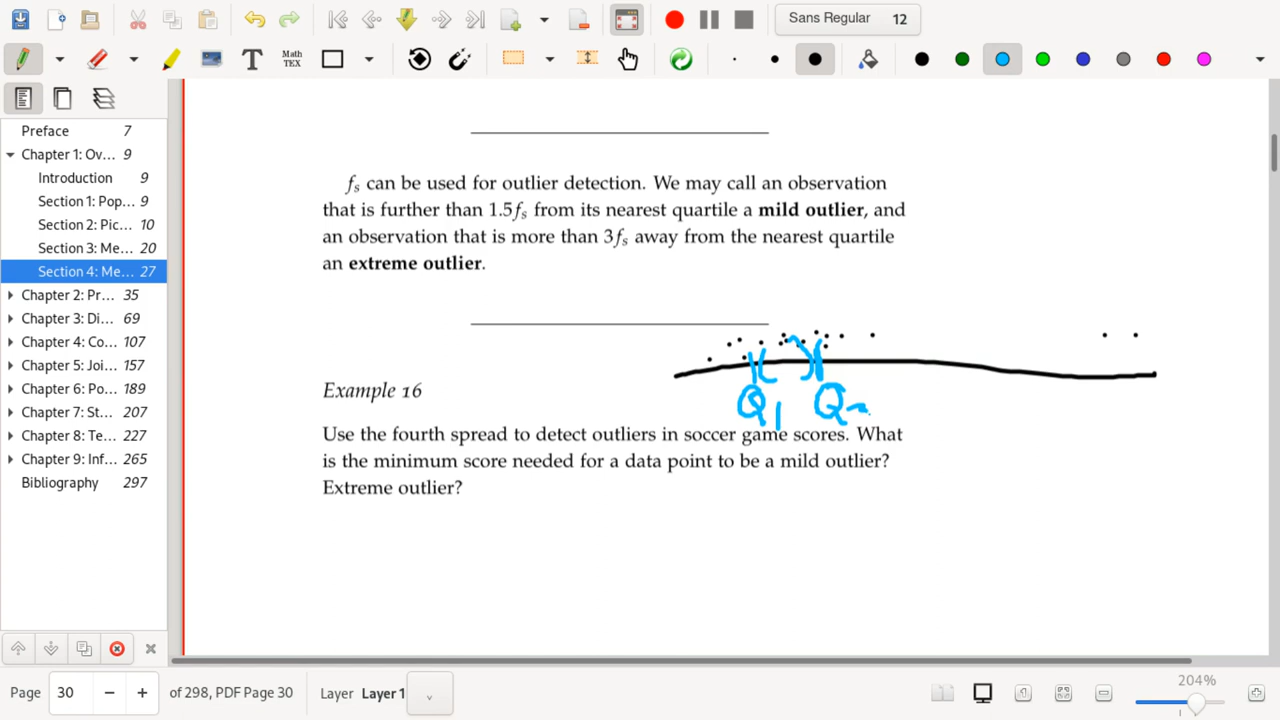 Sans Regular 12
T Math TEX
Preface 7
Chapter 1: Ov... 9
Introduction 9
Section 1: Pop... 9
Section 2: Pic... 10
Section 3: Me... 20
Section 4: Me... 27
Chapter 2: Pr... 35
Chapter 3: Di... 69
Chapter 4: Co... 107
Chapter 5: Joi... 157
Chapter 6: Po... 189
Chapter 7: St... 207
Chapter 8: Te... 227
Chapter 9: Inf... 265
Bibliography 297
fs can be used for outlier detection. We may call an observation
that is further than 1.5fs from its nearest quartile a mild outlier, and
an observation that is more than 3fs away from the nearest quartile
an extreme outlier.
Example 16
Q1 Q
Use the fourth spread to detect outliers in soccer game scores. What
is the minimum score needed for a data point to be a mild outlier?
Extreme outlier?
Page 30 of 298, PDF Page 30 Layer Layer 1 204%